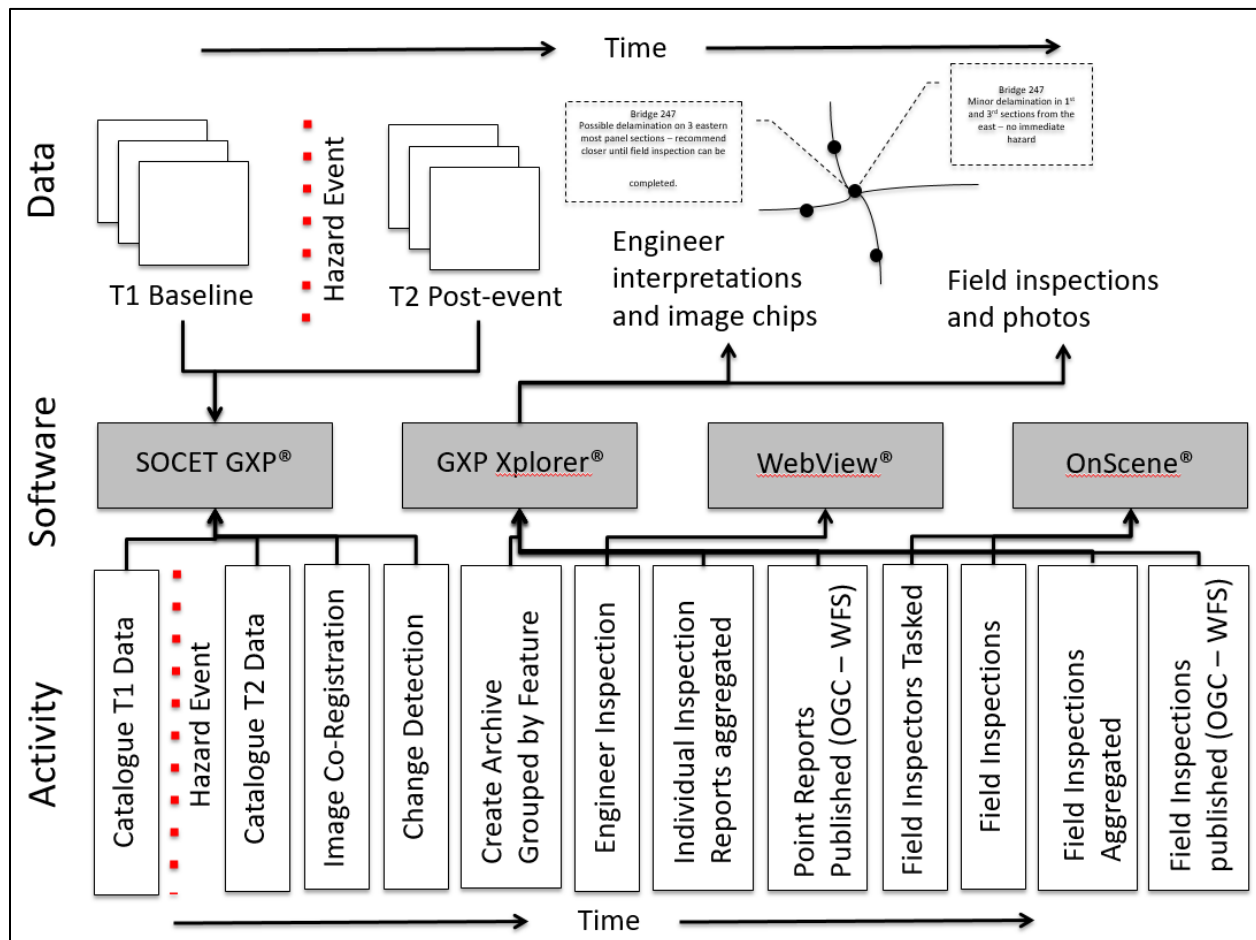 Time
Data
Bridge 247
Possible delamination on 3 eastern
most panel sections – recommend
closer until field inspection can be
completed.
Bridge 247
Minor delamination in 1st
and 3rd sections from the
east – no immediate
hazard
Hazard Event
T1 Baseline
T2 Post-event
Engineer
interpretations
and image chips
Field inspections
and photos
Software
SOCET GXP®
GXP Xplorer®
WebView®
OnScene®
Activity
Catalogue T1 Data
Hazard Event
Catalogue T2 Data
Image Co-Registration
Change Detection
Create Archive
Grouped by Feature
Engineer Inspection
Individual Inspection
Reports aggregated
Point Reports
Published (OGC – WFS)
Field Inspectors Tasked
Field Inspections
Field Inspections
Aggregated
Field Inspections
published (OGC – WFS)
Time